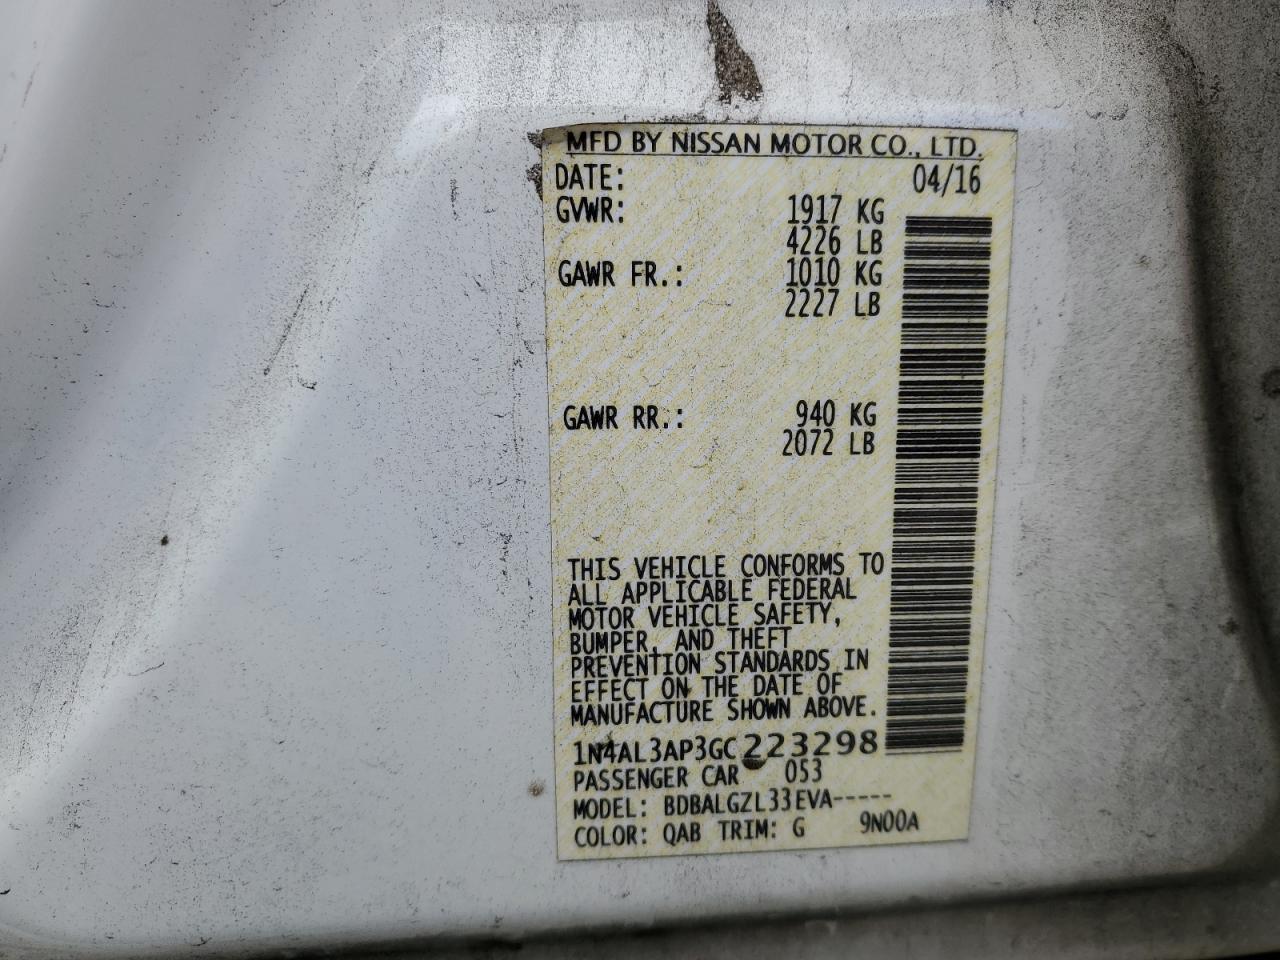 MFD BY NISSAN MOTOR CO., LTD.
DATE: 04/16
GVWR: 1917 KG
4226 LB
GAWR FR.: 1010 KG
2227 LB
GAWR RR.: 940 KG
2072 LB
THIS VEHICLE CONFORMS TO
ALL APPLICABLE FEDERAL
MOTOR VEHICLE SAFETY,
BUMPER, AND THEFT
PREVENTION STANDARDS IN
EFFECT ON THE DATE OF
MANUFACTURE SHOWN ABOVE.
1N4AL3AP3GC223298
PASSENGER CAR 053
MODEL: BDBALGZL33EVA-----
COLOR: QAB TRIM: G 9N00A